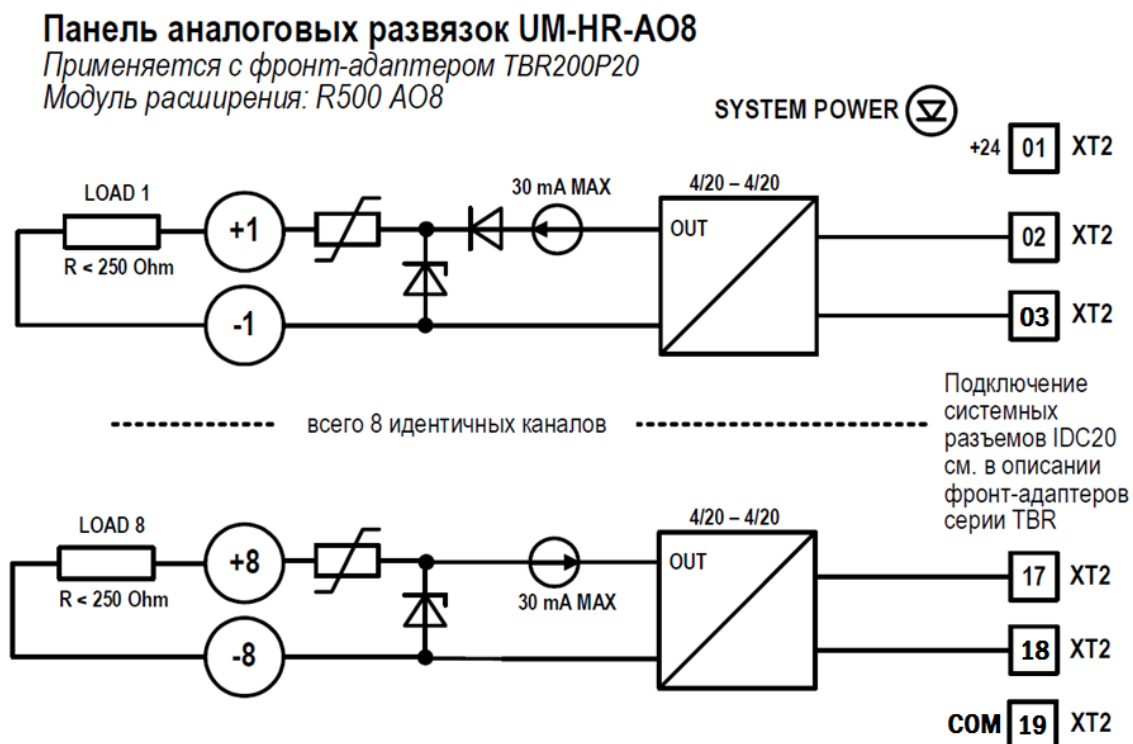 Панель аналоговых развязок UM-HR-AO8
Применяется с фронт-адаптером TBR200P20
Модуль расширения: R500 AO8
SYSTEM POWER
+24 01 XT2
LOAD 1
30 mA MAX
4/20 – 4/20
+1
OUT
02 XT2
R < 250 Ohm
-1
03 XT2
всего 8 идентичных каналов
Подключение
системных
разъемов IDC20
см. в описании
фронт-адаптеров
серии TBR
LOAD 8
4/20 – 4/20
+8
OUT
17 XT2
R < 250 Ohm
30 mA MAX
-8
18 XT2
COM 19 XT2